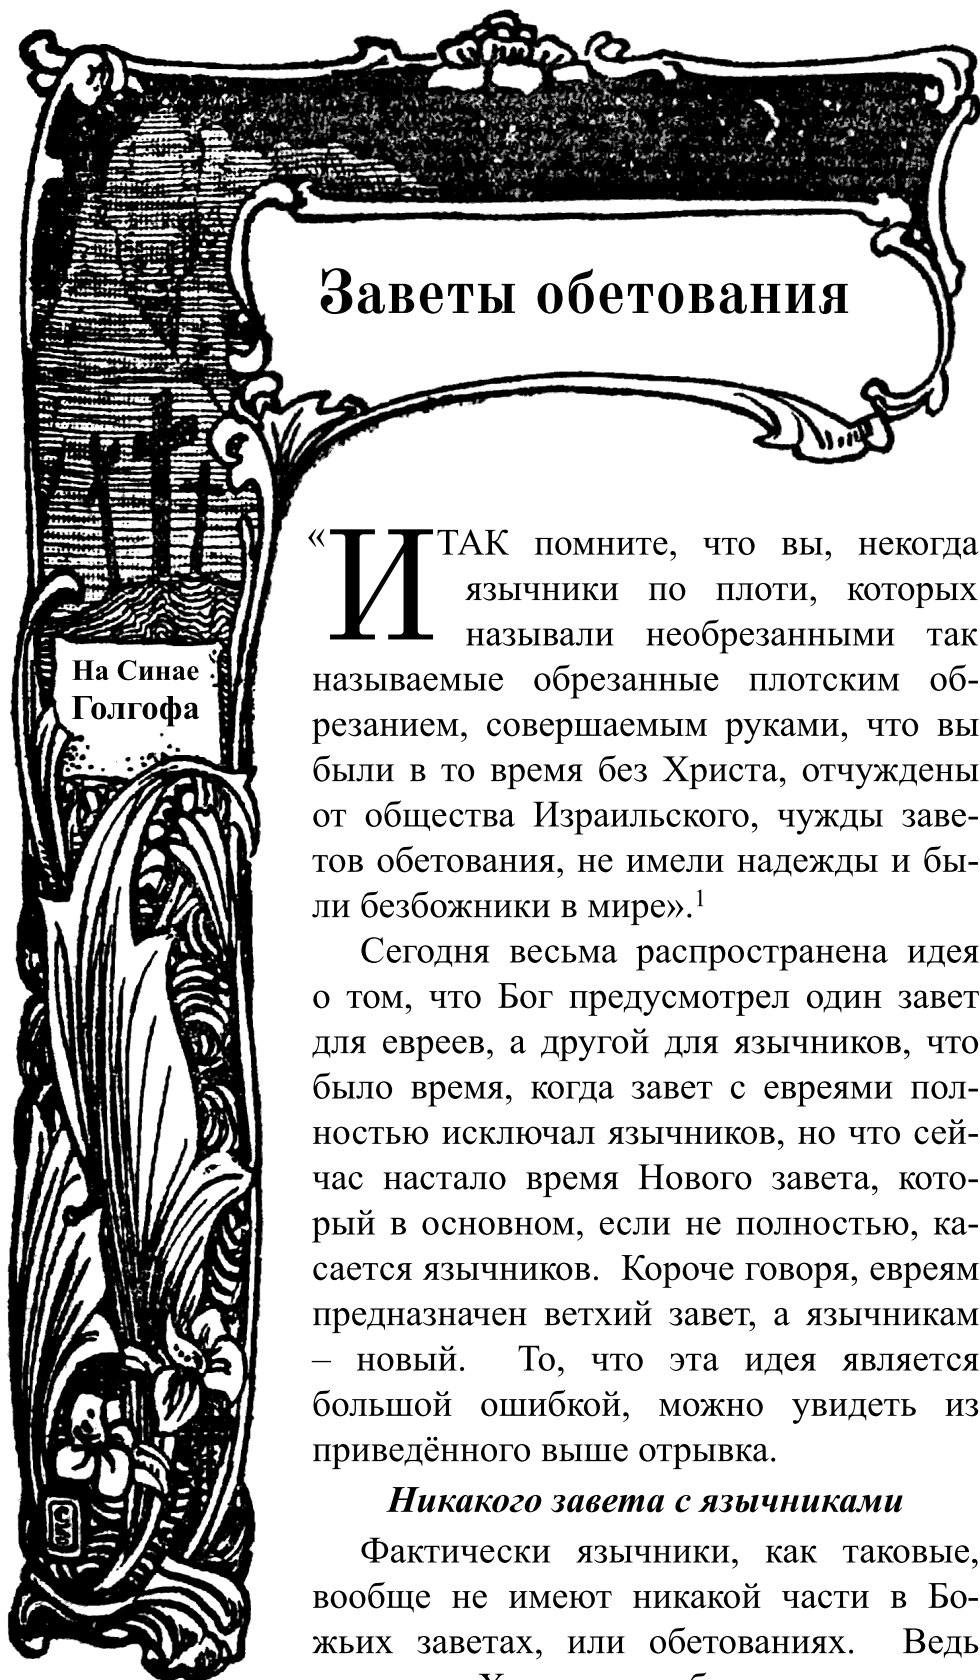 Заветы обетования
На Синае
Голгофа
«ИТАК помните, что вы, некогда
язычники по плоти, которых
называли необрезанными так
называемые обрезанные плотским об-
резанием, совершаемым руками, что вы
были в то время без Христа, отчуждены
от общества Израильского, чужды заве-
тов обетования, не имели надежды и бы-
ли безбожники в мире».¹
Сегодня весьма распространена идея
о том, что Бог предусмотрел один завет
для евреев, а другой для язычников, что
было время, когда завет с евреями пол-
ностью исключал язычников, но что сей-
час настало время Нового завета, кото-
рый в основном, если не полностью, ка-
сается язычников. Короче говоря, евреям
предназначен ветхий завет, а язычникам
– новый. То, что эта идея является
большой ошибкой, можно увидеть из
приведённого выше отрывка.
Никакого завета с язычниками
Фактически язычники, как таковые,
вообще не имеют никакой части в Бо-
жьих заветах, или обетованиях. Ведь